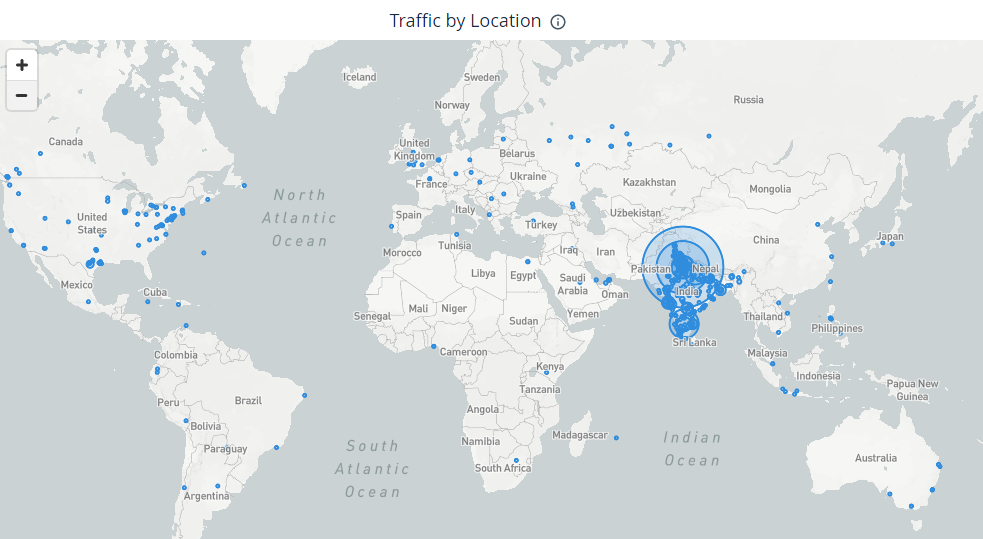 Traffic by Location
+
−
Iceland
Sweden
Norway
Russia
Canada
United
Kingdom
Belarus
Ukraine
France
Kazakhstan
Mongolia
North
Atlantic
Ocean
United
States
Spain
Italy
Uzbekistan
Turkey
China
Japan
Tunisia
Morocco
Iraq
Iran
Pakistan
Nepal
Libya
Egypt
Saudi
Arabia
Oman
India
Mexico
Cuba
Mali
Niger
Senegal
Sudan
Yemen
Thailand
Philippines
Sri Lanka
Colombia
Cameroon
Malaysia
Kenya
Indonesia
Tanzania
Papua New
Guinea
Peru
Brazil
Angola
Bolivia
Madagascar
Namibia
Paraguay
South
Atlantic
Ocean
Indian
Ocean
Australia
South Africa
Argentina